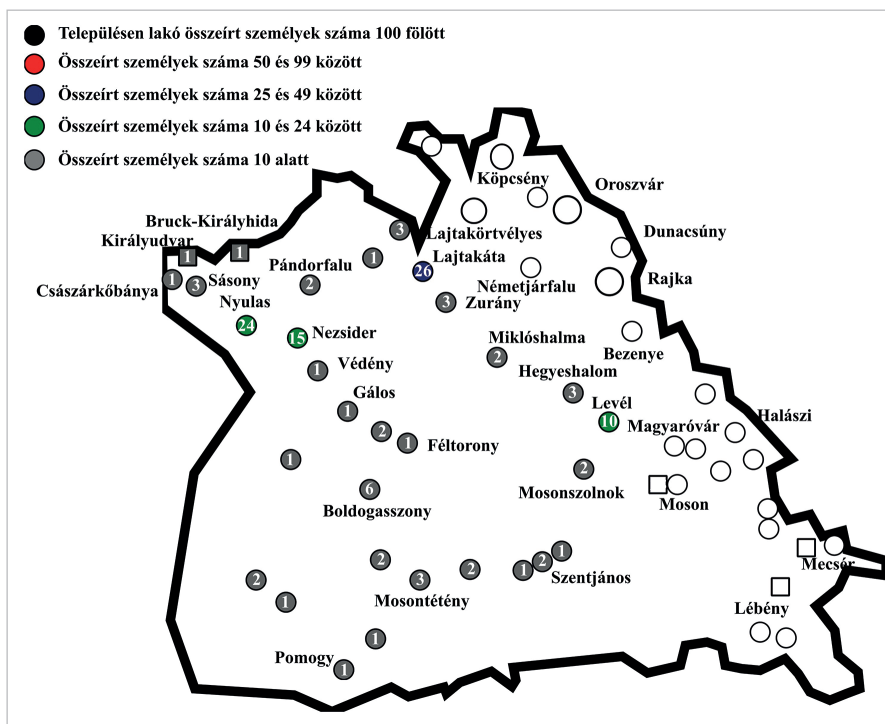 Településen lakó összeírt személyek száma 100 fölött
Összeírt személyek száma 50 és 99 között
Összeírt személyek száma 25 és 49 között
Összeírt személyek száma 10 és 24 között
Összeírt személyek száma 10 alatt
Köpcsény
Oroszvár
Bruck-Királyhida
Királyudvar
3
Lajtakörtvélyes
Dunacsúny
1
1
Pándorfalu
1
Lajtakáta
26
Németjárfalu
Rajka
Császárkőbánya
1
3
Sásony
2
3
Zurány
Nyulas
24
15
Nezsider
Miklóshalma
2
Bezenye
Védény
1
Hegyeshalom
3
Gálos
1
Levél
10
Halászi
Magyaróvár
2
1
Féltorony
1
2
Mosonszolnok
6
Boldogasszony
Moson
2
3
Mosontétény
2
1
2
1
Szentjános
Mecsér
2
1
Lébény
1
Pomogy
1